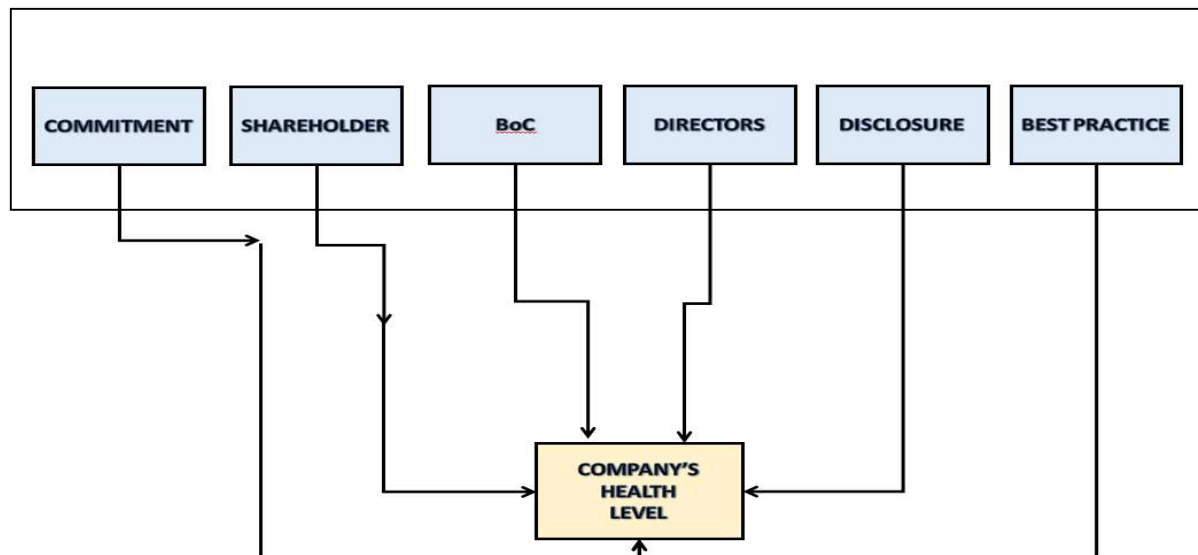 COMMITMENT
SHAREHOLDER
BoC
DIRECTORS
DISCLOSURE
BEST PRACTICE
COMPANY'S
HEALTH
LEVEL